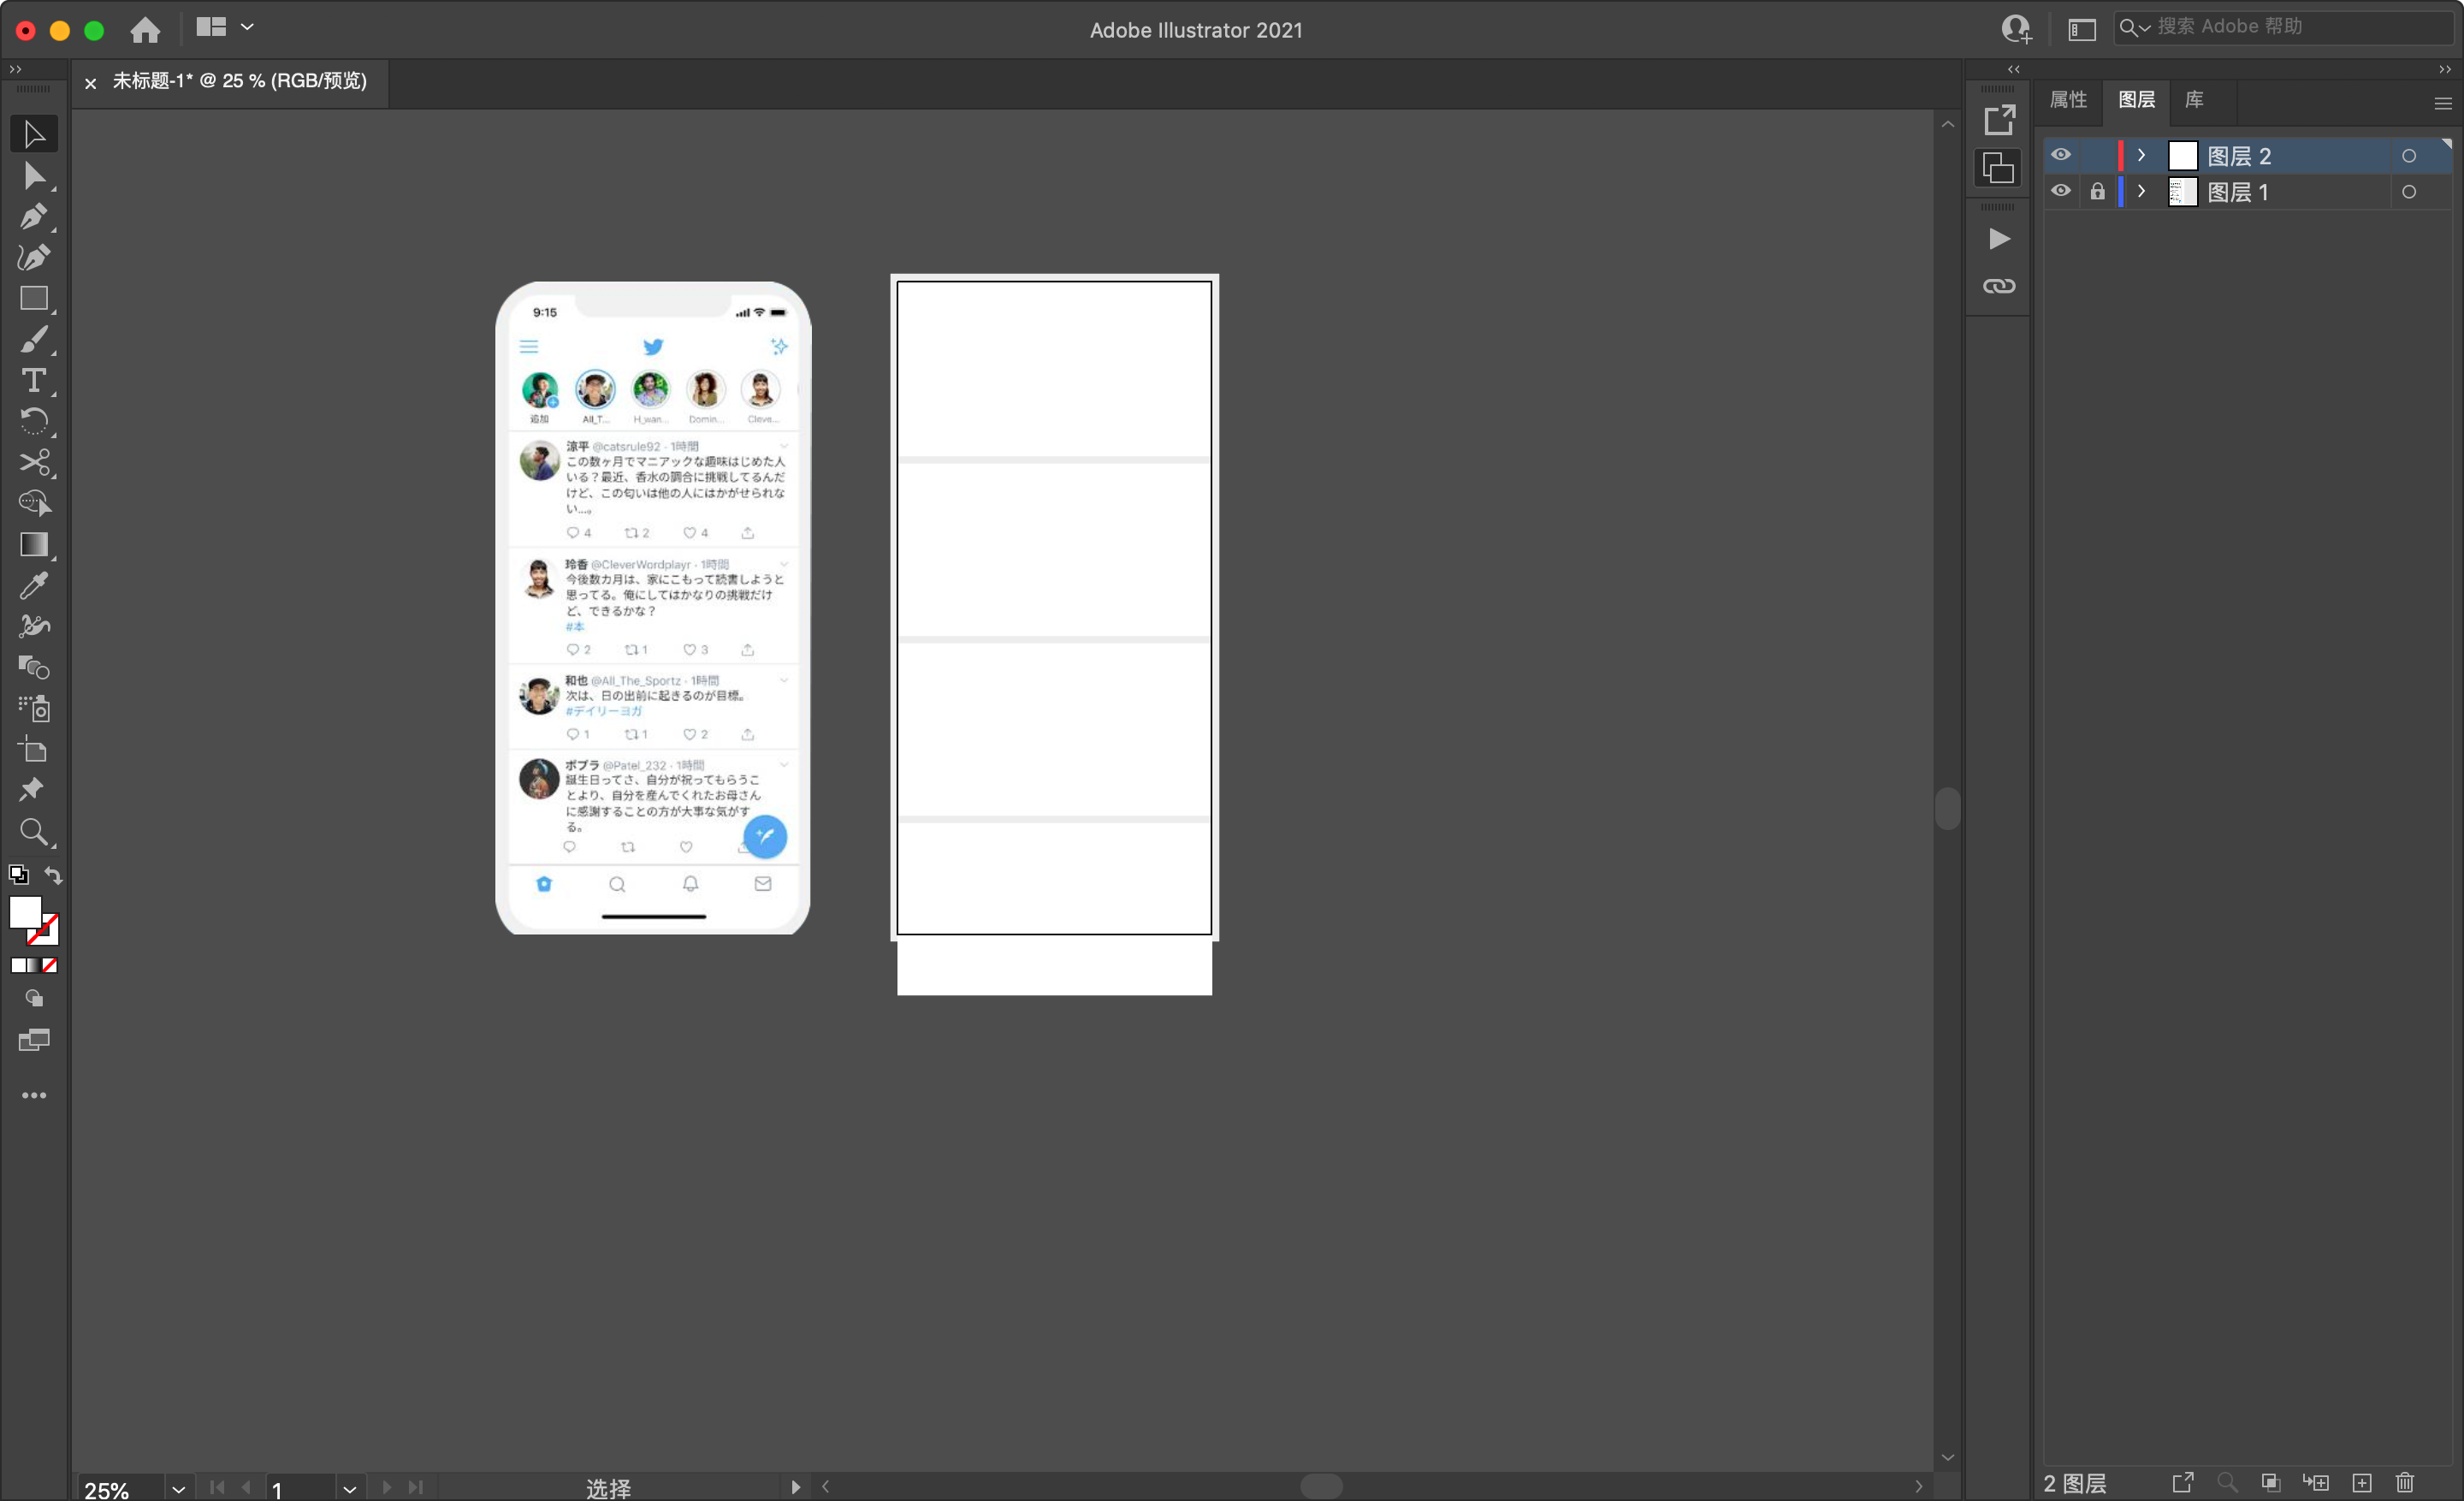 Adobe Illustrator 2021
搜索 Adobe 帮助
未标题-1* @ 25 % (RGB/预览)
属性
图层
库
图层 2
图层 1
9:15
追加
All_T...
H_wan...
Domin...
Cleve...
涼平 @catsrule92 · 1時間
この数ヶ月でマニアックな趣味はじめた人
いる？最近、香水の調合に挑戦してるんだ
けど、この匂いは他の人にはかがせられな
い...。
4
2
4
玲香 @CleverWordplayr · 1時間
今後数カ月は、家にこもって読書しようと
思ってる。俺にしてはかなりの挑戦だけ
ど、できるかな？
#本
2
1
3
和也 @All_The_Sportz · 1時間
次は、日の出前に起きるのが目標。
#デイリーヨガ
1
1
2
ポプラ @Patel_232 · 1時間
誕生日ってさ、自分が祝ってもらうこ
とより、自分を産んでくれたお母さん
に感謝することの方が大事な気がす
る。
25%
1
选择
2 图层